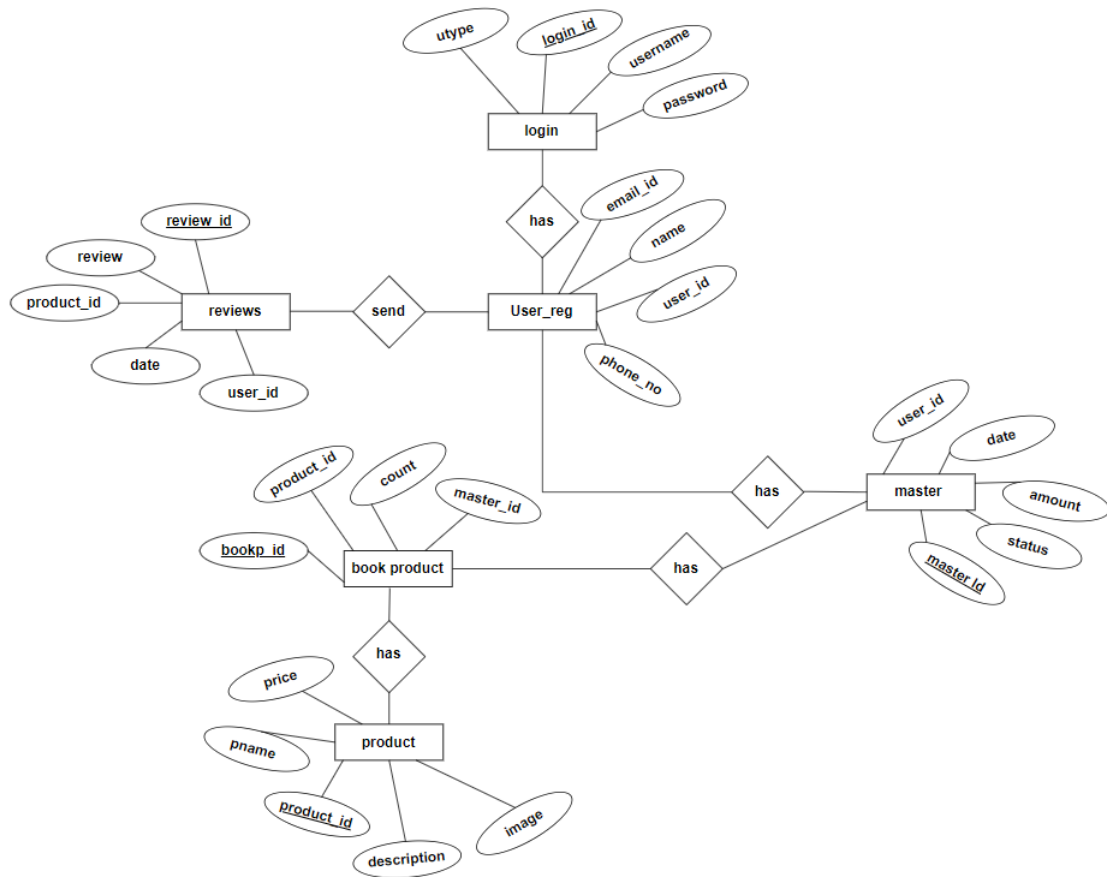 utype
login_id
username
password
login
has
email_id
name
user_id
phone_no
User_reg
send
reviews
review_id
review
product_id
date
user_id
user_id
date
amount
status
master Id
master
has
has
product_id
count
master_id
bookp_id
book product
has
price
pname
product
product_id
description
image